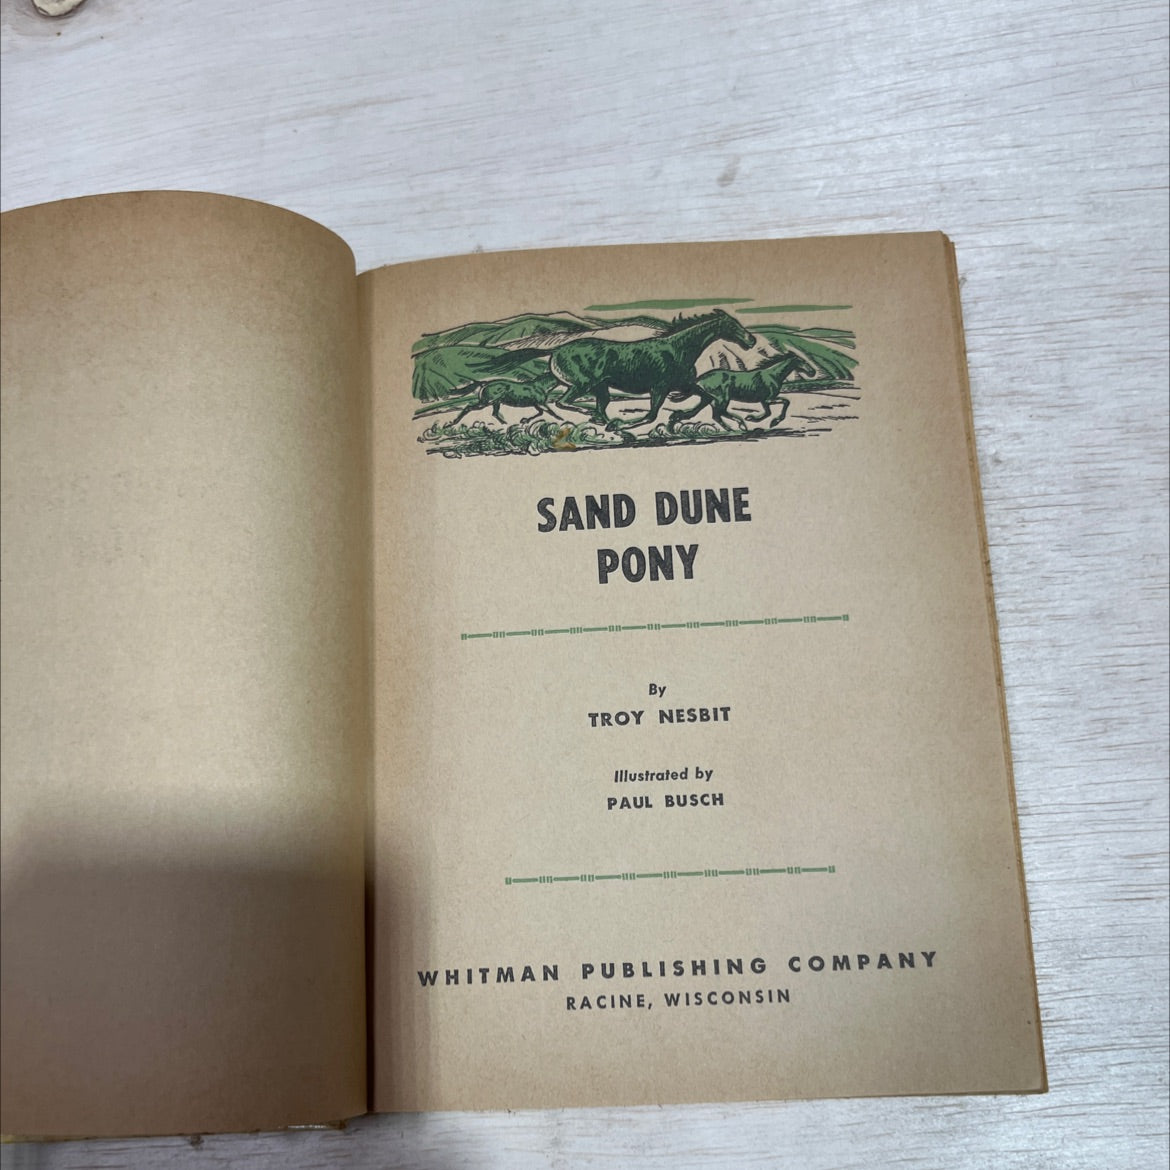 SAND DUNE
PONY
By
TROY NESBIT
Illustrated by
PAUL BUSCH
WHITMAN PUBLISHING COMPANY
RACINE, WISCONSIN